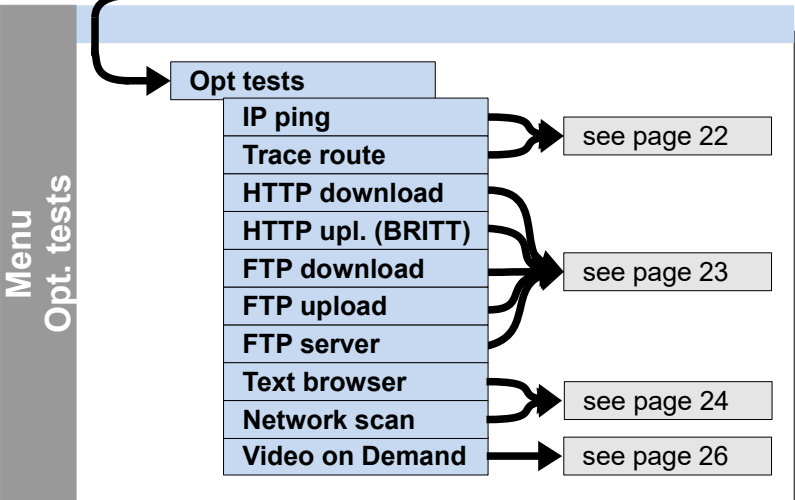 Menu
Opt. tests
Opt tests
IP ping
Trace route
see page 22
HTTP download
HTTP upl. (BRITT)
FTP download
FTP upload
FTP server
see page 23
Text browser
Network scan
see page 24
Video on Demand
see page 26